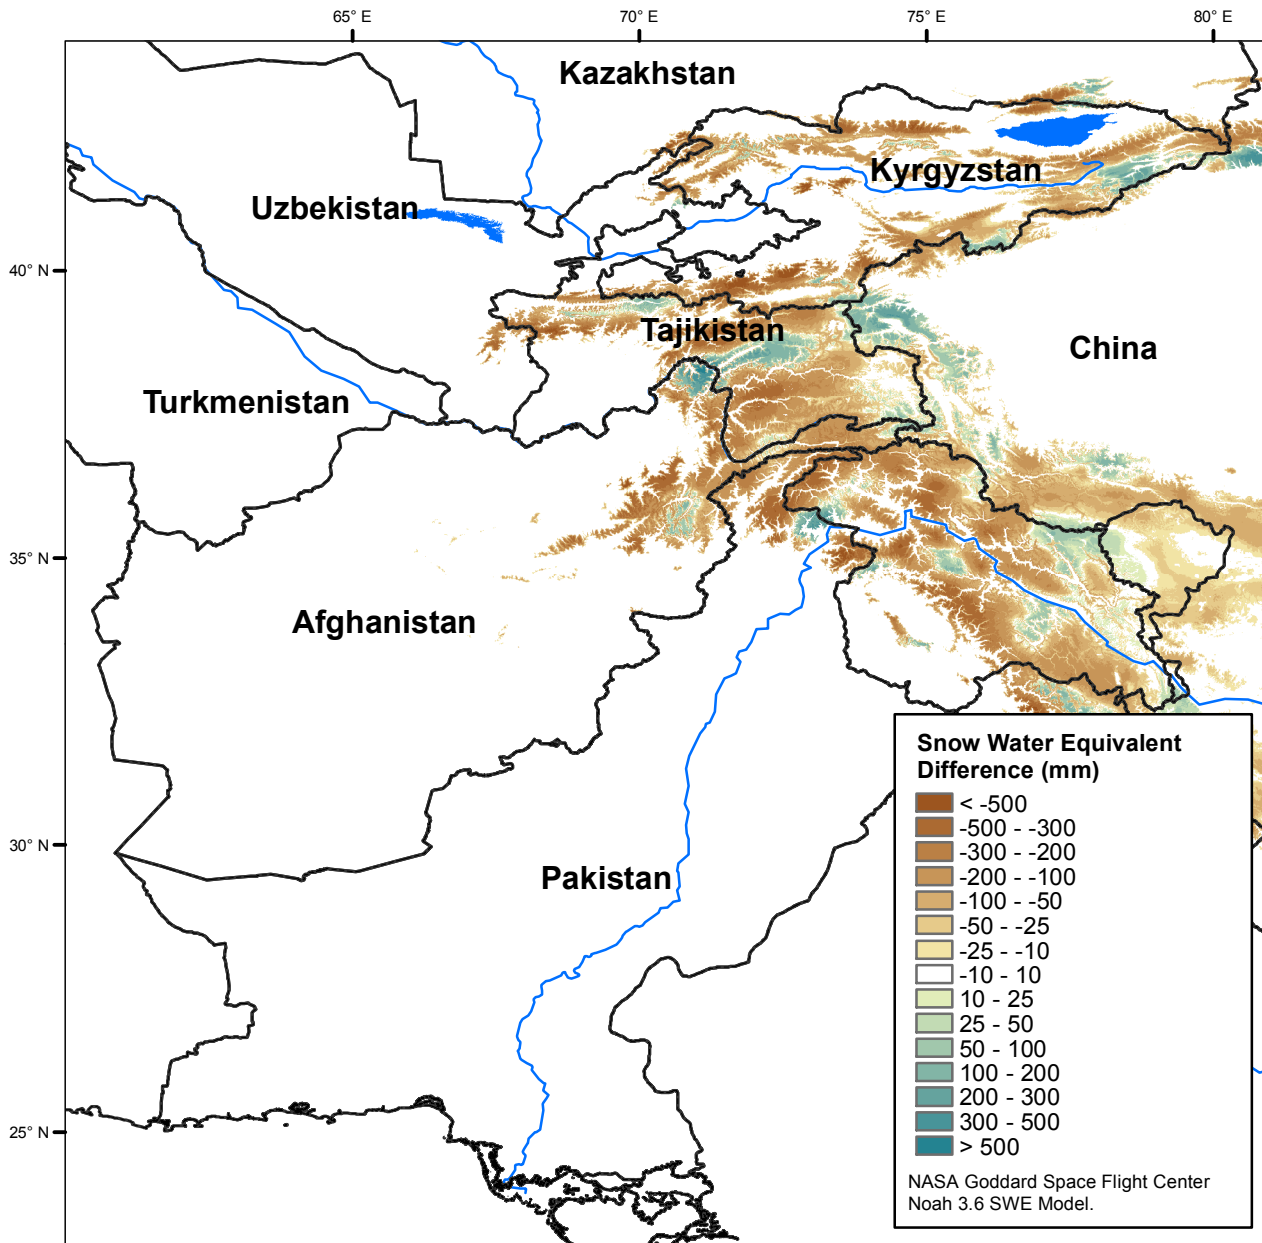 65° E
70° E
75° E
80° E
Kazakhstan
Kyrgyzstan
Uzbekistan
40° N
Tajikistan
China
Turkmenistan
35° N
Afghanistan
Snow Water Equivalent
Difference (mm)
< -500
-500 - -300
30° N
-300 - -200
Pakistan
-200 - -100
-100 - -50
-50 - -25
-25 - -10
-10 - 10
10 - 25
25 - 50
50 - 100
100 - 200
200 - 300
25° N
300 - 500
> 500
NASA Goddard Space Flight Center
Noah 3.6 SWE Model.